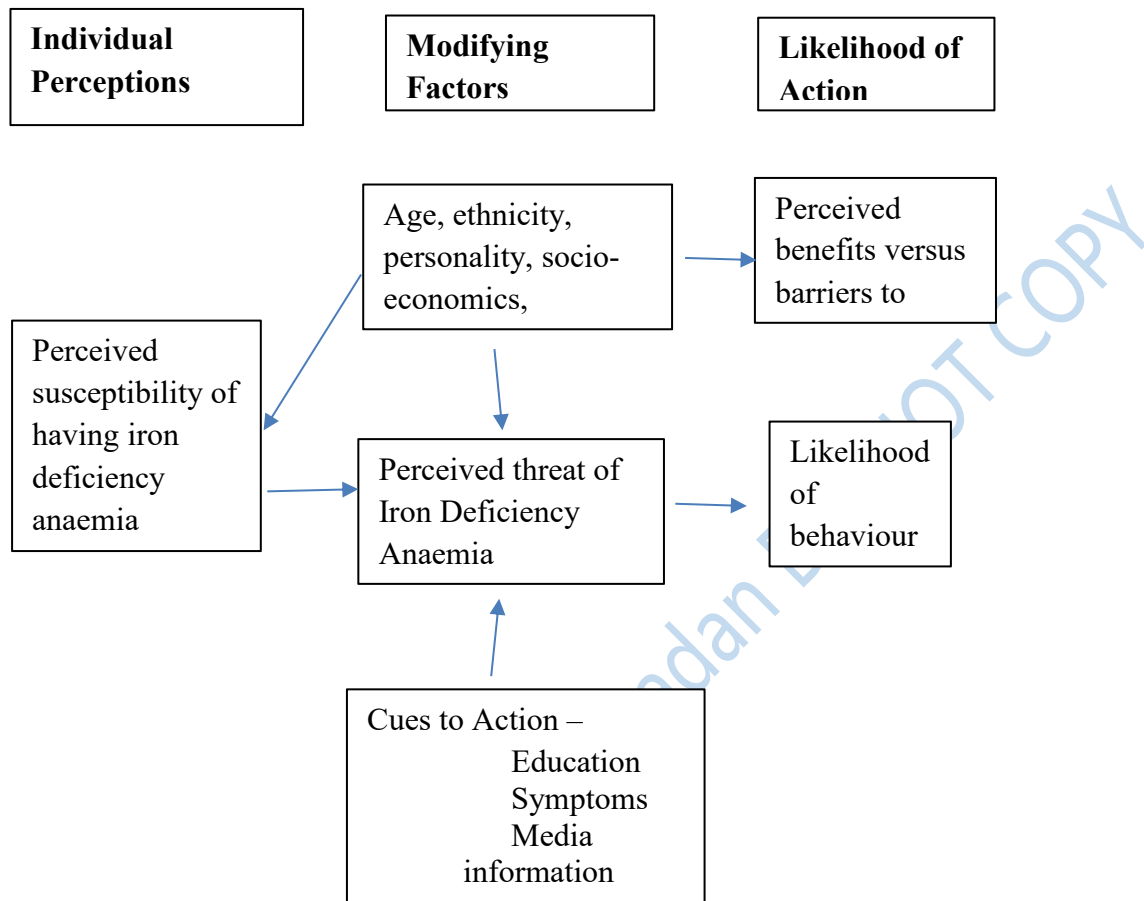 Individual
Perceptions
Modifying
Factors
Likelihood of
Action
Age, ethnicity,
personality, socio-
economics,
Perceived
benefits versus
barriers to
Perceived
susceptibility of
having iron
deficiency
anaemia
Perceived threat of
Iron Deficiency
Anaemia
Likelihood
of
behaviour
Cues to Action –
Education
Symptoms
Media
information
COPY